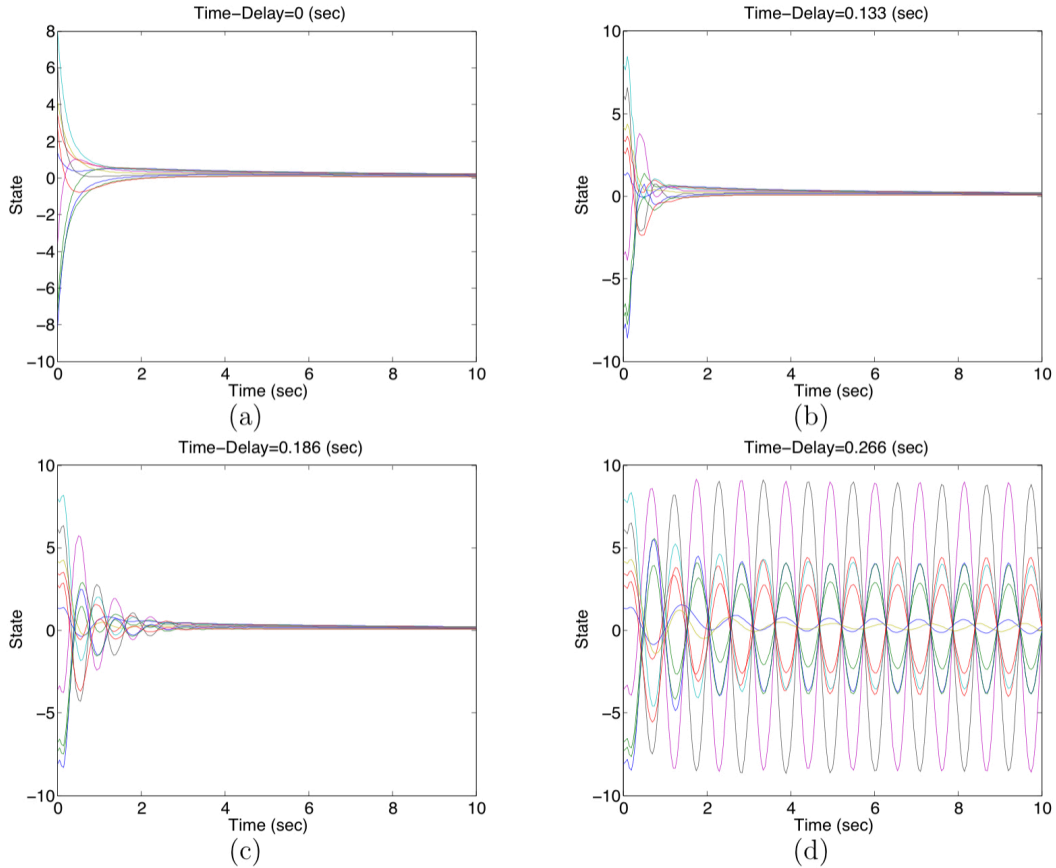 Time−Delay=0 (sec)
8
6
4
2
0
−2
−4
−6
−8
−10
State
0 2 4 6 8 10
Time (sec)
(a)
Time−Delay=0.133 (sec)
10
5
0
−5
−10
State
0 2 4 6 8 10
Time (sec)
(b)
Time−Delay=0.186 (sec)
10
5
0
−5
−10
State
0 2 4 6 8 10
Time (sec)
(c)
Time−Delay=0.266 (sec)
10
5
0
−5
−10
State
0 2 4 6 8 10
Time (sec)
(d)